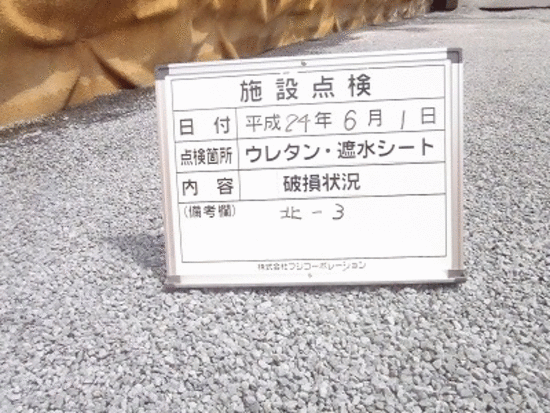 施設点検
日付 平成24年6月1日
点検箇所 ウレタン・遮水シート
内容 破損状況
(備考欄) 北-3
株式会社フジコーポレーション